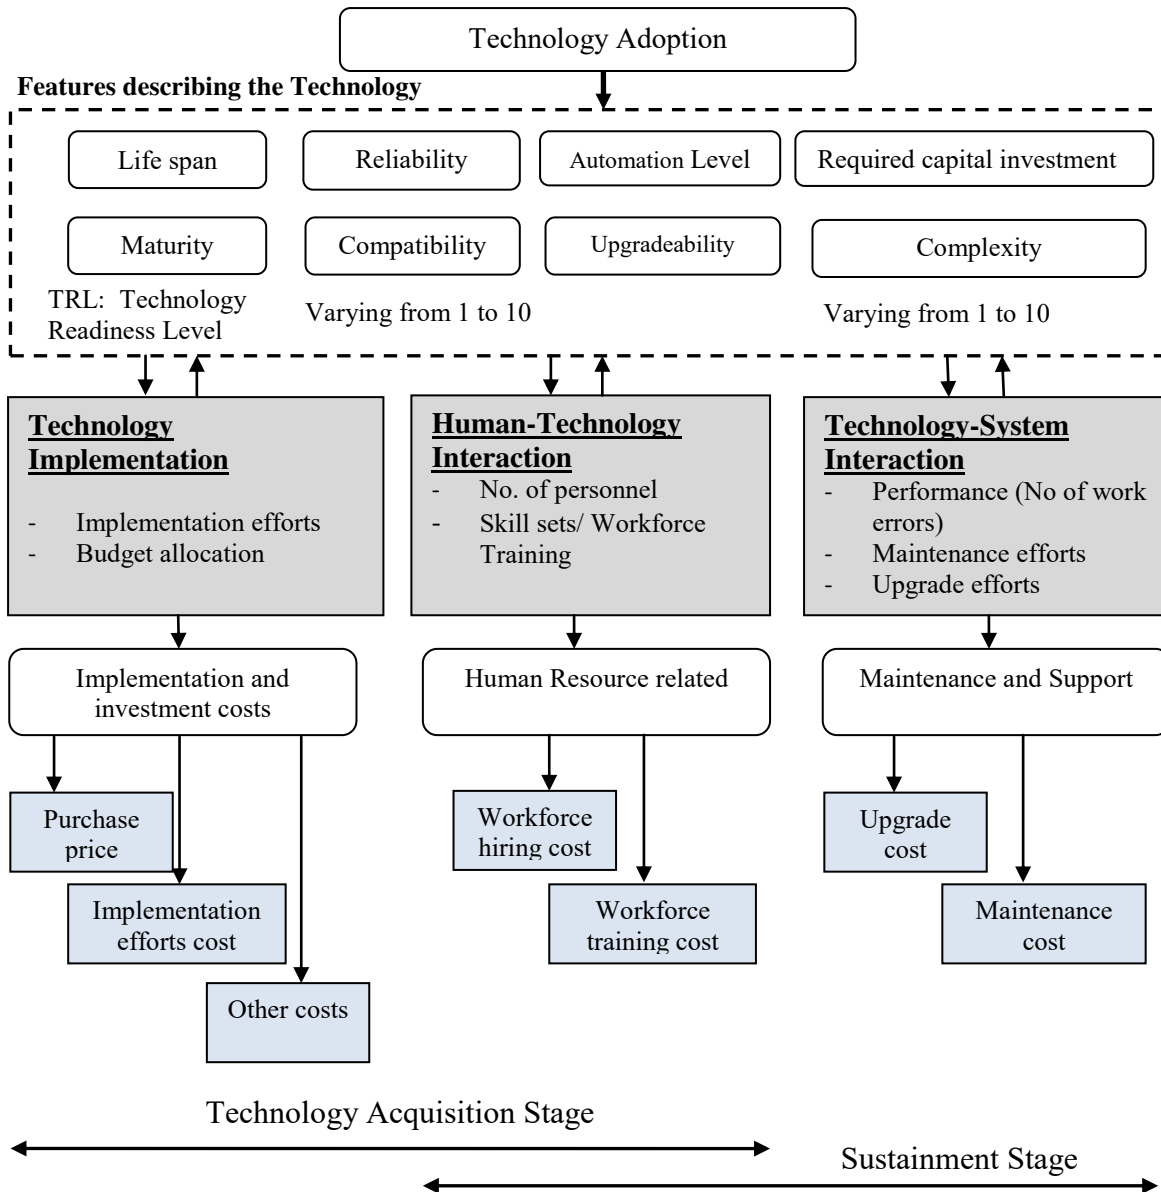 Technology Adoption
Features describing the Technology
Life span
Reliability
Automation Level
Required capital investment
Maturity
Compatibility
Upgradeability
Complexity
TRL: Technology
Readiness Level
Varying from 1 to 10
Varying from 1 to 10
Technology
Implementation
- Implementation efforts
- Budget allocation
Human-Technology
Interaction
- No. of personnel
- Skill sets/ Workforce
Training
Technology-System
Interaction
- Performance (No of work
errors)
- Maintenance efforts
- Upgrade efforts
Implementation and
investment costs
Human Resource related
Maintenance and Support
Purchase
price
Workforce
hiring cost
Upgrade
cost
Implementation
efforts cost
Workforce
training cost
Maintenance
cost
Other costs
Technology Acquisition Stage
Sustainment Stage